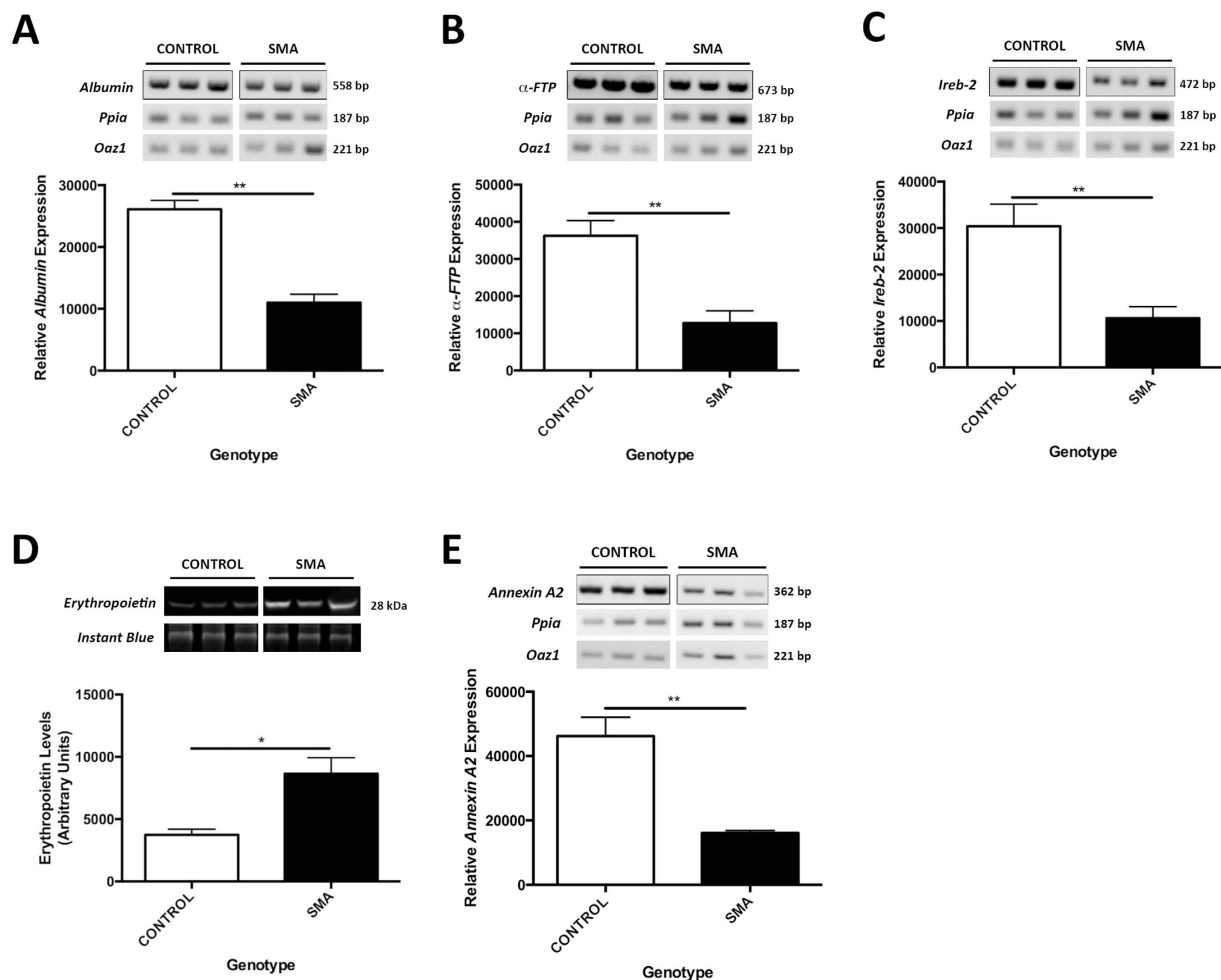 A
CONTROL SMA
Albumin 558 bp
Ppia 187 bp
Oaz1 221 bp
Relative Albumin Expression
30000
20000
10000
0
**
CONTROL
SMA
Genotype
B
CONTROL SMA
α-FTP 673 bp
Ppia 187 bp
Oaz1 221 bp
Relative α-FTP Expression
50000
40000
30000
20000
10000
0
**
CONTROL
SMA
Genotype
C
CONTROL SMA
Ireb-2 472 bp
Ppia 187 bp
Oaz1 221 bp
Relative Ireb-2 Expression
40000
30000
20000
10000
0
**
CONTROL
SMA
Genotype
D
CONTROL SMA
Erythropoietin 28 kDa
Instant Blue
Erythropoietin Levels
(Arbitrary Units)
15000
10000
5000
0
*
CONTROL
SMA
Genotype
E
CONTROL SMA
Annexin A2 362 bp
Ppia 187 bp
Oaz1 221 bp
Relative Annexin A2 Expression
60000
40000
20000
0
**
CONTROL
SMA
Genotype